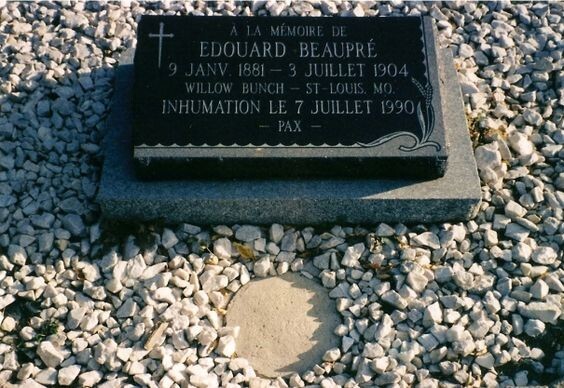 À LA MÉMOIRE DE
EDOUARD BEAUPRÉ
9 JANV. 1881 – 3 JUILLET 1904
WILLOW BUNCH – ST-LOUIS, MO.
INHUMATION LE 7 JUILLET 1990
– PAX –